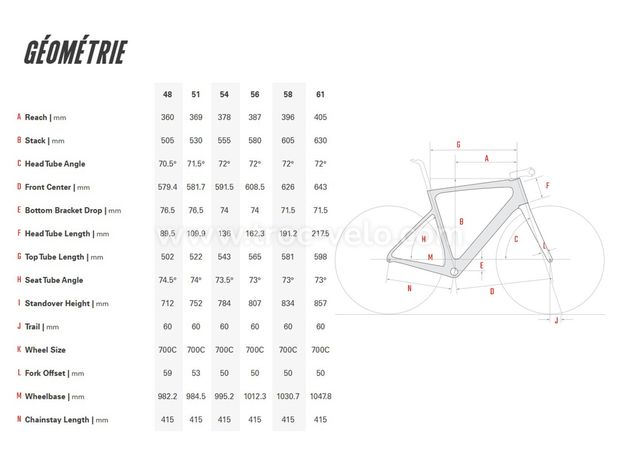 GÉOMÉTRIE
48 51 54 56 58 61
A Reach | mm 360 369 378 387 396 405
B Stack | mm 505 530 555 580 605 630
C Head Tube Angle 70.5° 71.5° 72° 72° 72° 72°
D Front Center | mm 579.4 581.7 591.5 608.5 626 643
E Bottom Bracket Drop | mm 76.5 76.5 74 74 71.5 71.5
F Head Tube Length | mm 89.5 109.9 136 162.3 191.2 217.5
G Top Tube Length | mm 502 522 543 565 581 598
H Seat Tube Angle 74.5° 74° 73.5° 73° 73° 73°
I Standover Height | mm 712 752 784 807 834 857
J Trail | mm 60 60 60 60 60 60
K Wheel Size 700C 700C 700C 700C 700C 700C
L Fork Offset | mm 59 53 50 50 50 50
M Wheelbase | mm 982.2 984.5 995.2 1012.3 1030.7 1047.8
N Chainstay Length | mm 415 415 415 415 415 415
www.troc-velo.com
G
A
F
B
H
C
L
M
E
N
D
J